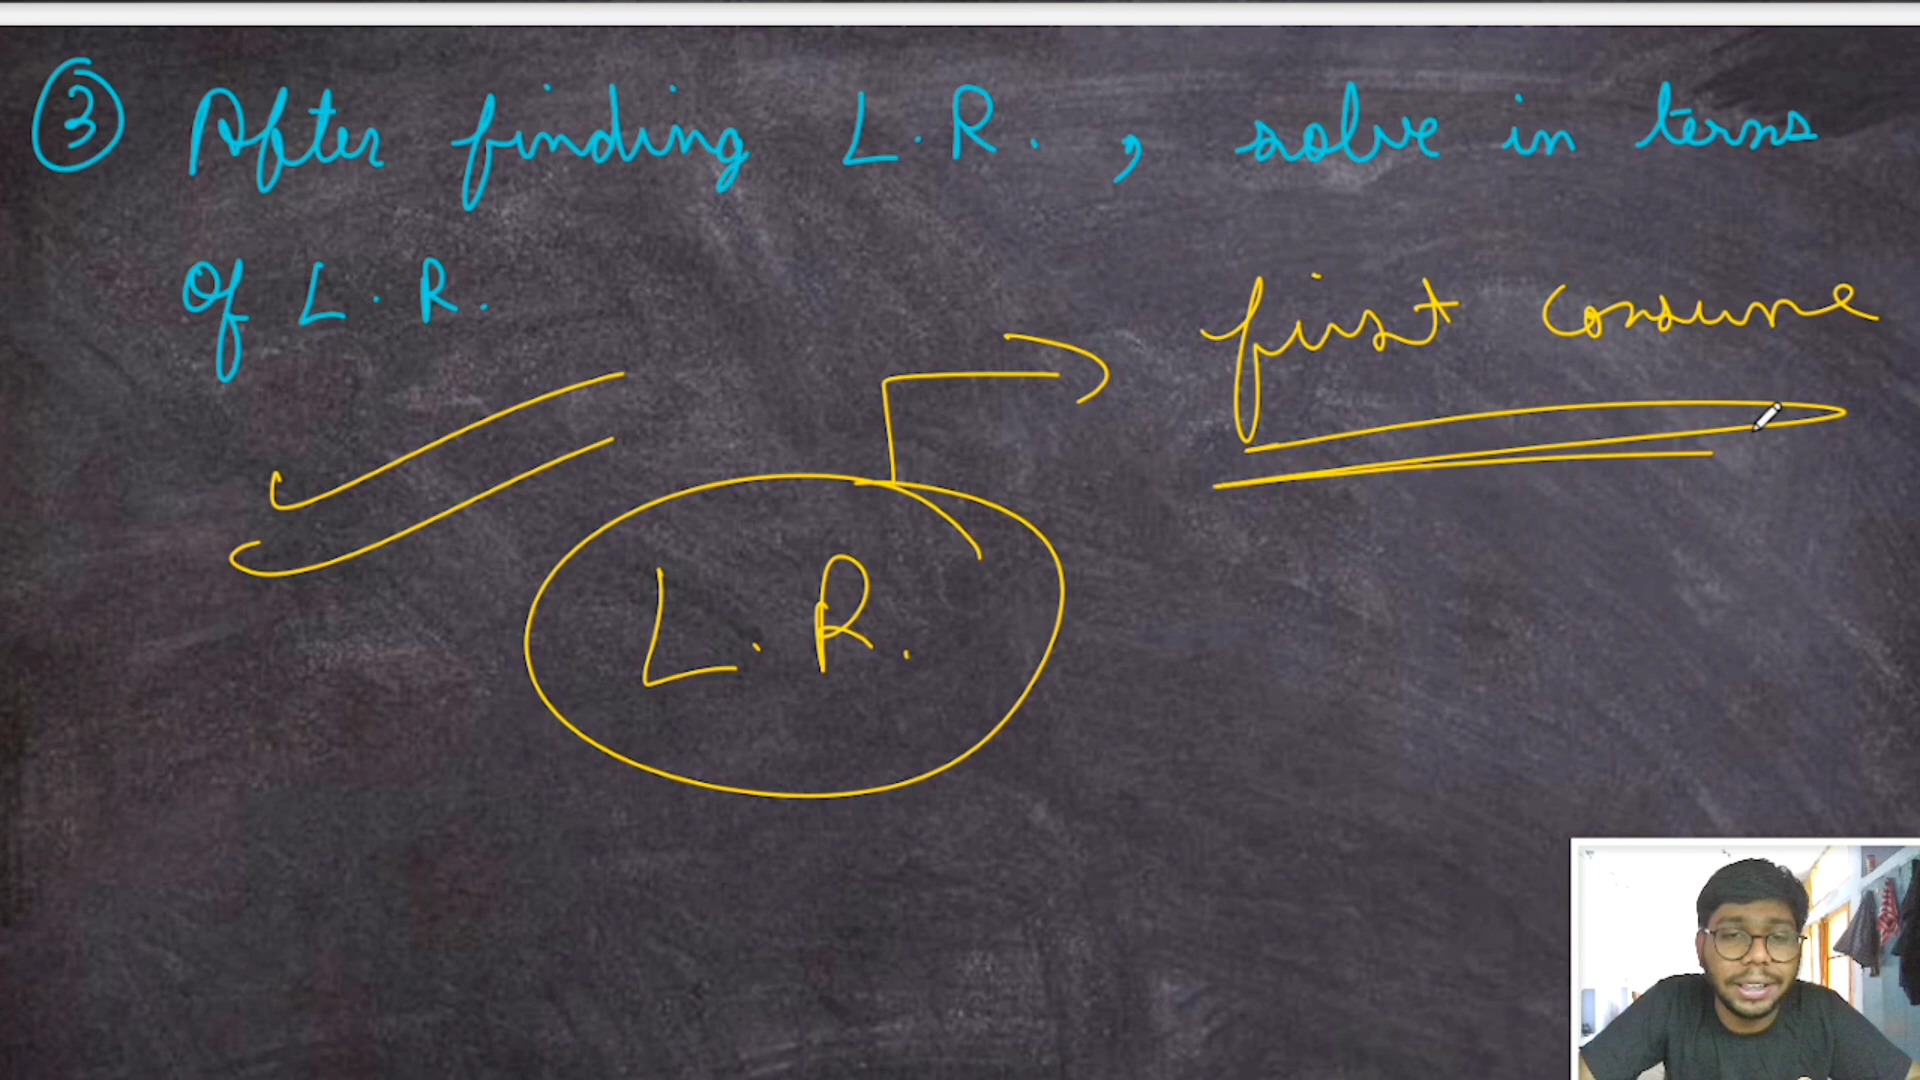 ③ After finding L.R., solve in terms
of L.R.
first consume
L.R.